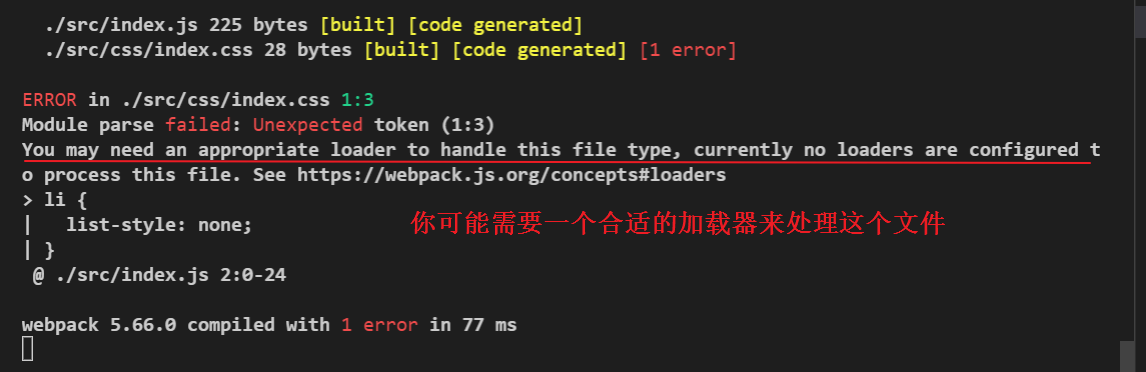 ./src/index.js 225 bytes [built] [code generated]
./src/css/index.css 28 bytes [built] [code generated] [1 error]
ERROR in ./src/css/index.css 1:3
Module parse failed: Unexpected token (1:3)
You may need an appropriate loader to handle this file type, currently no loaders are configured t
o process this file. See https://webpack.js.org/concepts#loaders
> li {
|   list-style: none;
| }
你可能需要一个合适的加载器来处理这个文件
@ ./src/index.js 2:0-24
webpack 5.66.0 compiled with 1 error in 77 ms